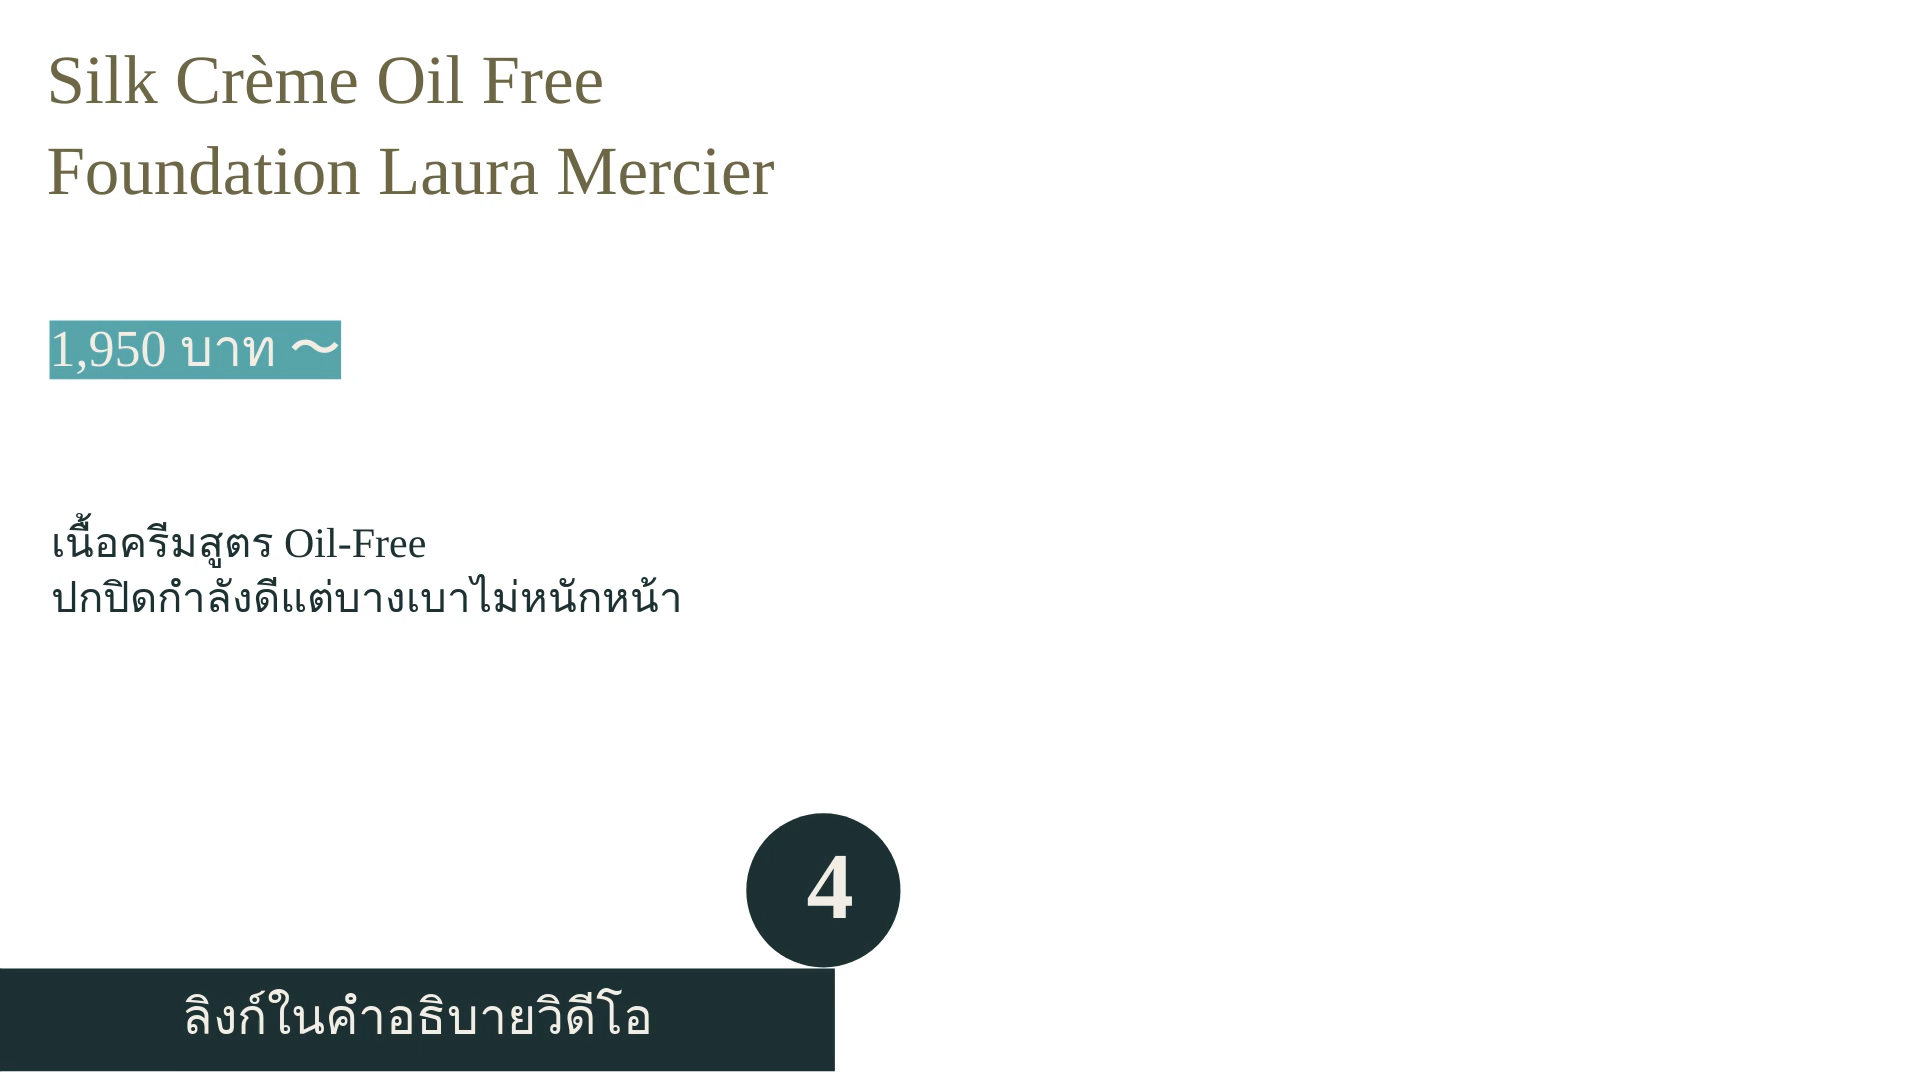 Silk Crème Oil Free
Foundation Laura Mercier
1,950 บาท ～
เนื้อครีมสูตร Oil-Free
ปกปิดกำลังดีแต่บางเบาไม่หนักหน้า
4
ลิงก์ในคำอธิบายวิดีโอ